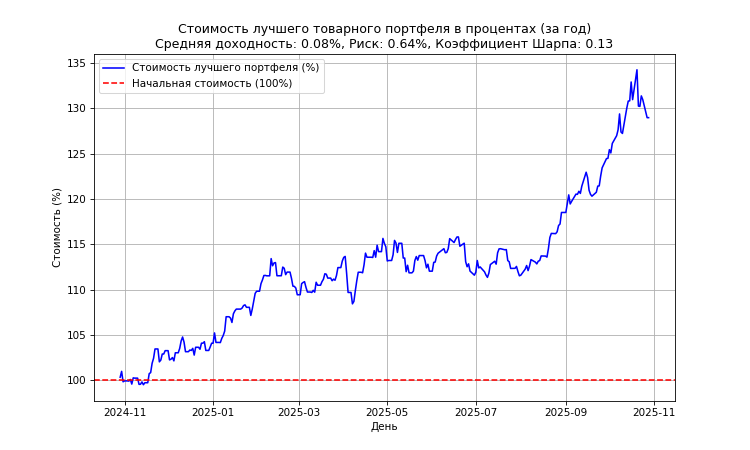 Стоимость лучшего товарного портфеля в процентах (за год)
Средняя доходность: 0.08%, Риск: 0.64%, Коэффициент Шарпа: 0.13
Стоимость лучшего портфеля (%)
Начальная стоимость (100%)
Стоимость (%)
135
130
125
120
115
110
105
100
2024-11
2025-01
2025-03
2025-05
2025-07
2025-09
2025-11
День